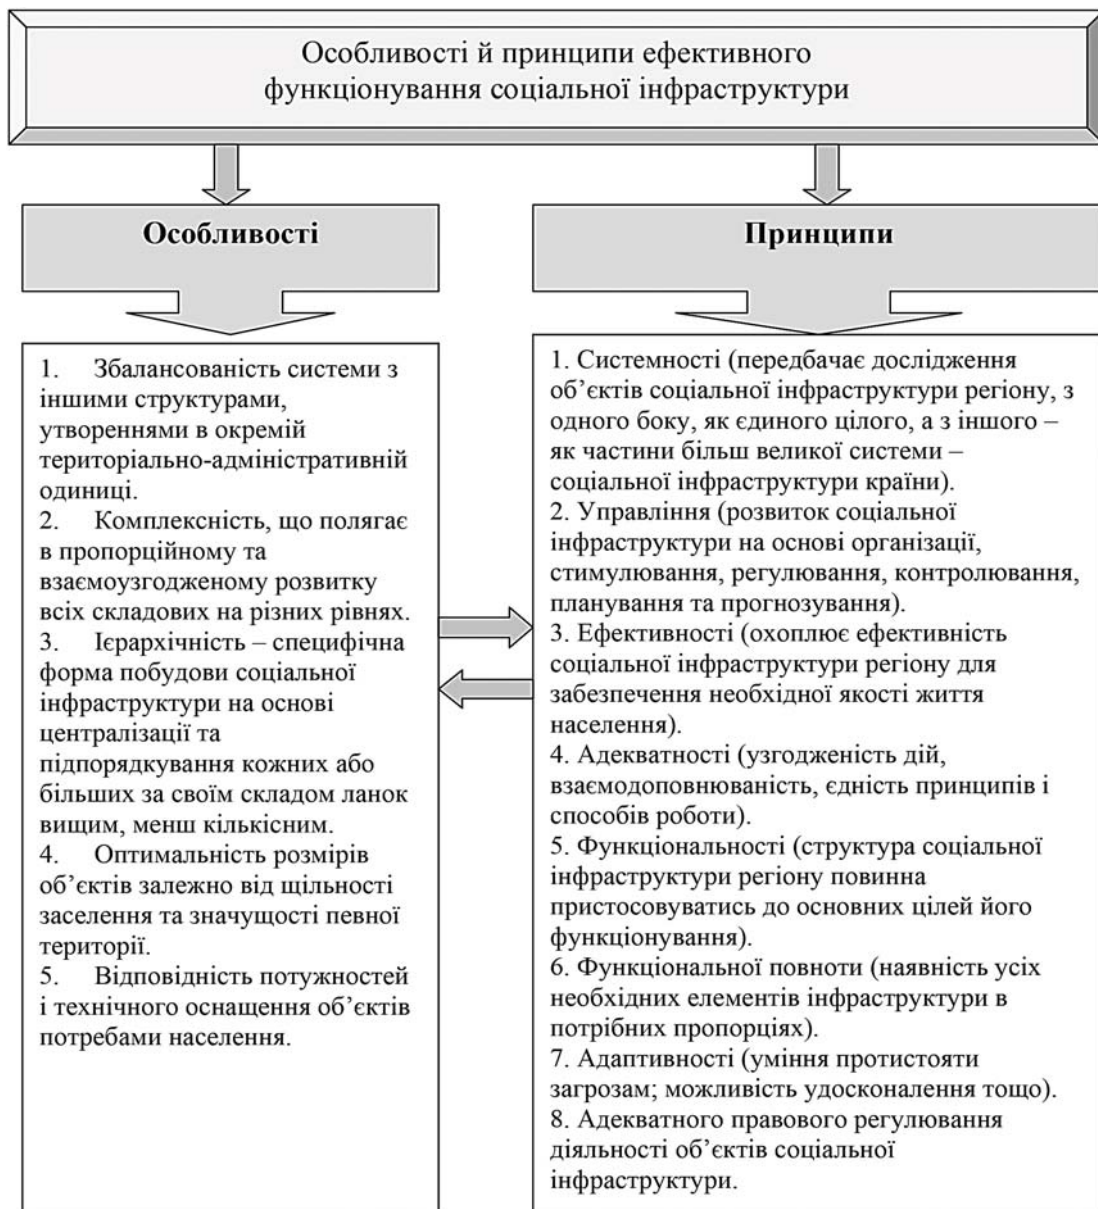 Особливості й принципи ефективного
функціонування соціальної інфраструктури
Особливості
1. Збалансованість системи з
іншими структурами,
утвореннями в окремій
територіально-адміністративній
одиниці.
2. Комплексність, що полягає
в пропорційному та
взаємоузгодженому розвитку
всіх складових на різних рівнях.
3. Ієрархічність – специфічна
форма побудови соціальної
інфраструктури на основі
централізації та
підпорядкування кожних або
більших за своїм складом ланок
вищим, менш кількісним.
4. Оптимальність розмірів
об’єктів залежно від щільності
заселення та значущості певної
території.
5. Відповідність потужностей
і технічного оснащення об’єктів
потребами населення.
Принципи
1. Системності (передбачає дослідження
об’єктів соціальної інфраструктури регіону, з
одного боку, як єдиного цілого, а з іншого –
як частини більш великої системи –
соціальної інфраструктури країни).
2. Управління (розвиток соціальної
інфраструктури на основі організації,
стимулювання, регулювання, контролювання,
планування та прогнозування).
3. Ефективності (охоплює ефективність
соціальної інфраструктури регіону для
забезпечення необхідної якості життя
населення).
4. Адекватності (узгодженість дій,
взаємодоповнюваність, єдність принципів і
способів роботи).
5. Функціональності (структура соціальної
інфраструктури регіону повинна
пристосовуватись до основних цілей його
функціонування).
6. Функціональної повноти (наявність усіх
необхідних елементів інфраструктури в
потрібних пропорціях).
7. Адаптивності (уміння протистояти
загрозам; можливість удосконалення тощо).
8. Адекватного правового регулювання
діяльності об’єктів соціальної
інфраструктури.